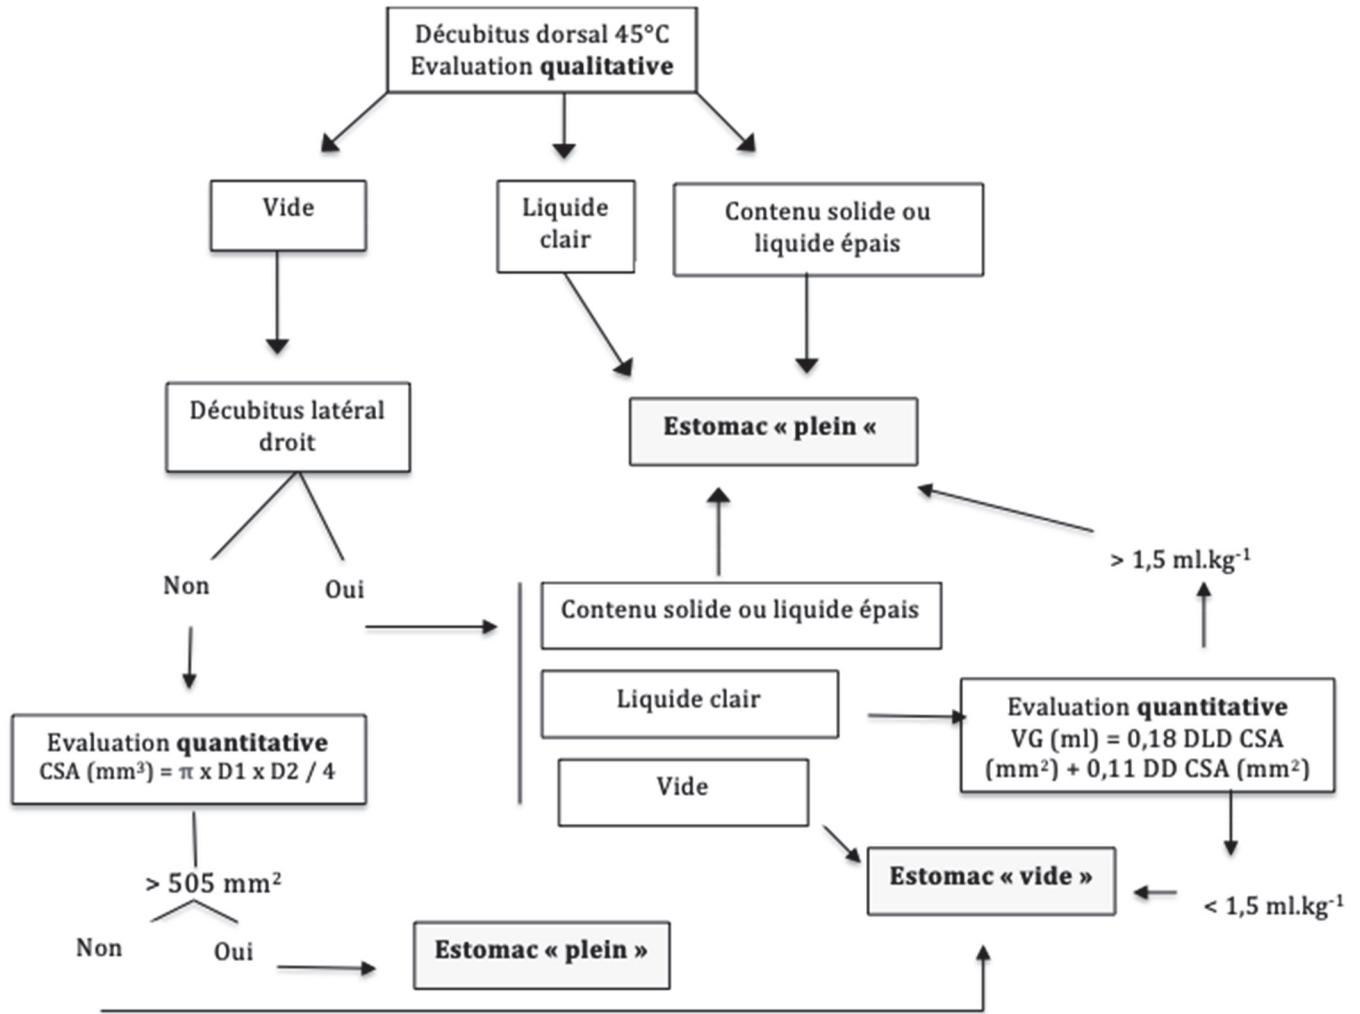 Décubitus dorsal 45°C
Evaluation qualitative
Vide
Liquide
clair
Contenu solide ou
liquide épais
Décubitus latéral
droit
Estomac « plein «
Non
Oui
> 1,5 ml.kg⁻¹
Contenu solide ou liquide épais
Liquide clair
Vide
Evaluation quantitative
VG (ml) = 0,18 DLD CSA
(mm²) + 0,11 DD CSA (mm²)
Evaluation quantitative
CSA (mm³) = π x D1 x D2 / 4
Estomac « vide »
< 1,5 ml.kg⁻¹
> 505 mm²
Non
Oui
Estomac « plein »